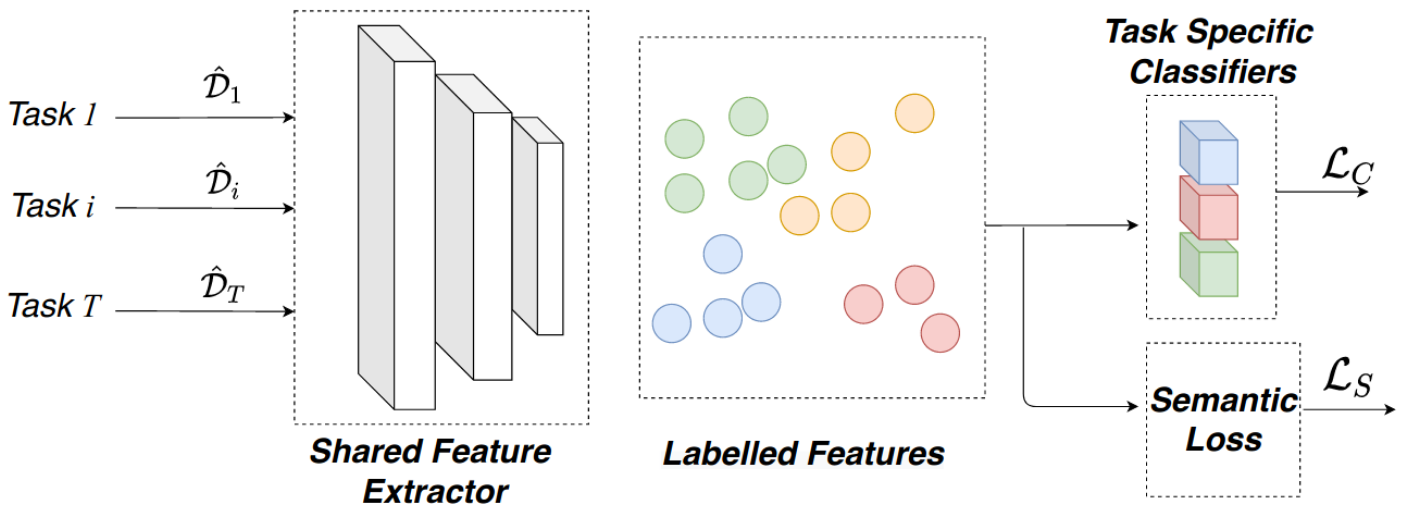 Task 1
$\hat{\mathcal{D}}_1$
Task i
$\hat{\mathcal{D}}_i$
Task T
$\hat{\mathcal{D}}_T$
Shared Feature
Extractor
Labelled Features
Task Specific
Classifiers
$\mathcal{L}_C$
Semantic
Loss
$\mathcal{L}_S$